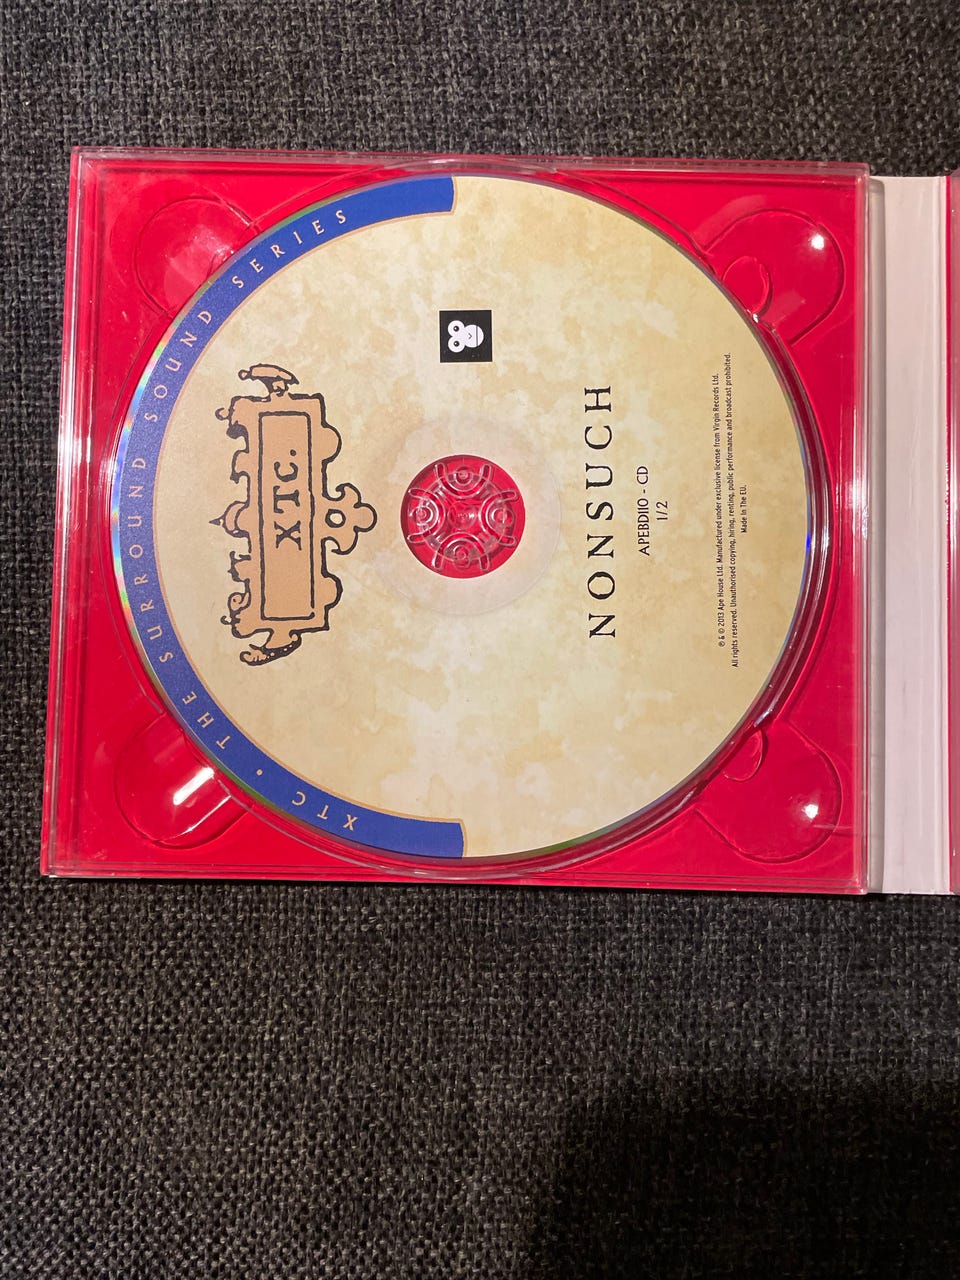 XTC • THE SURROUND SOUND SERIES
XTC.
NONSUCH
APEBD110 - CD
1/2
℗ & © 2013 Ape House Ltd. Manufactured under exclusive license from Virgin Records Ltd.
All rights reserved. Unauthorised copying, hiring, renting, public performance and broadcast prohibited.
Made In The EU.